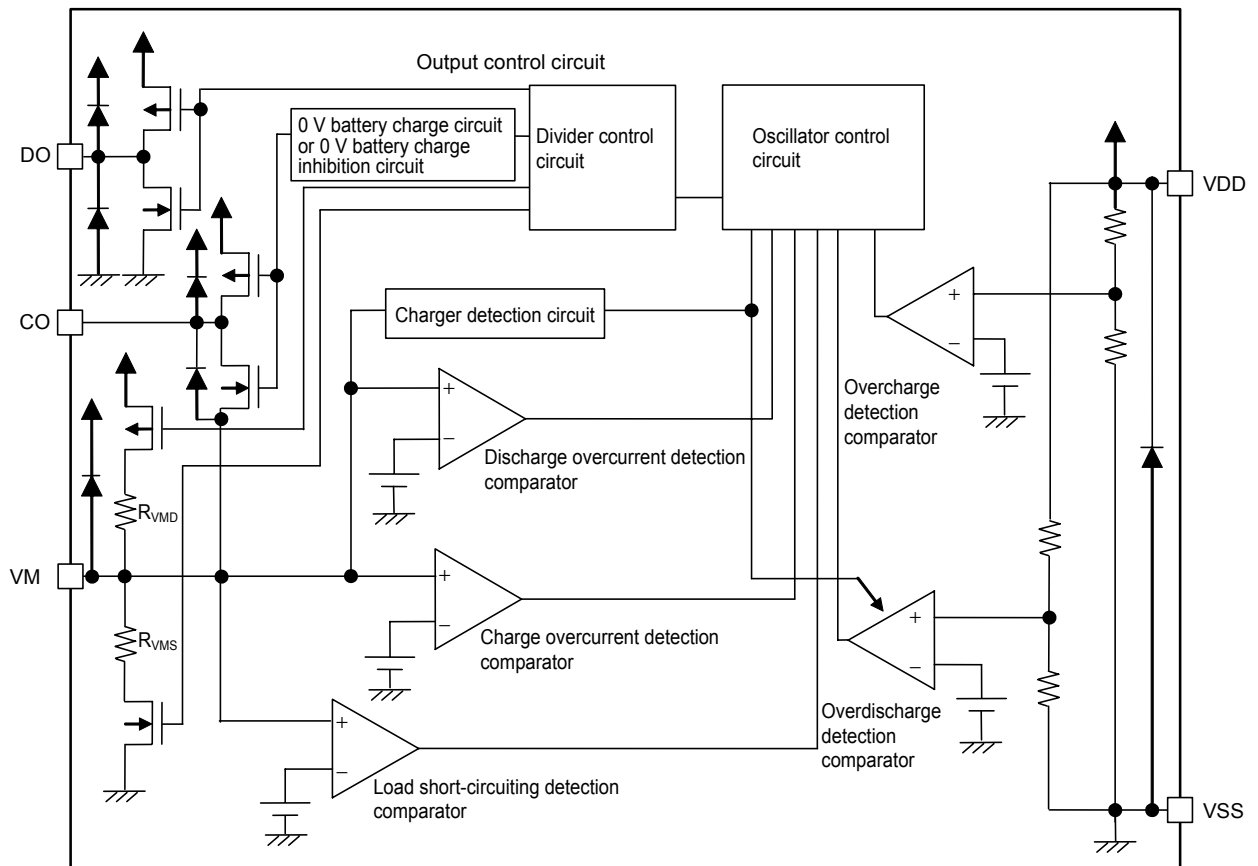 Output control circuit
0 V battery charge circuit
or 0 V battery charge
inhibition circuit
Divider control
circuit
Oscillator control
circuit
DO
VDD
CO
Charger detection circuit
+
−
Overcharge
detection
comparator
+
−
Discharge overcurrent detection
comparator
RVMD
VM
+
−
Charge overcurrent detection
comparator
RVMS
+
−
Overdischarge
detection
comparator
+
−
Load short-circuiting detection
comparator
VSS